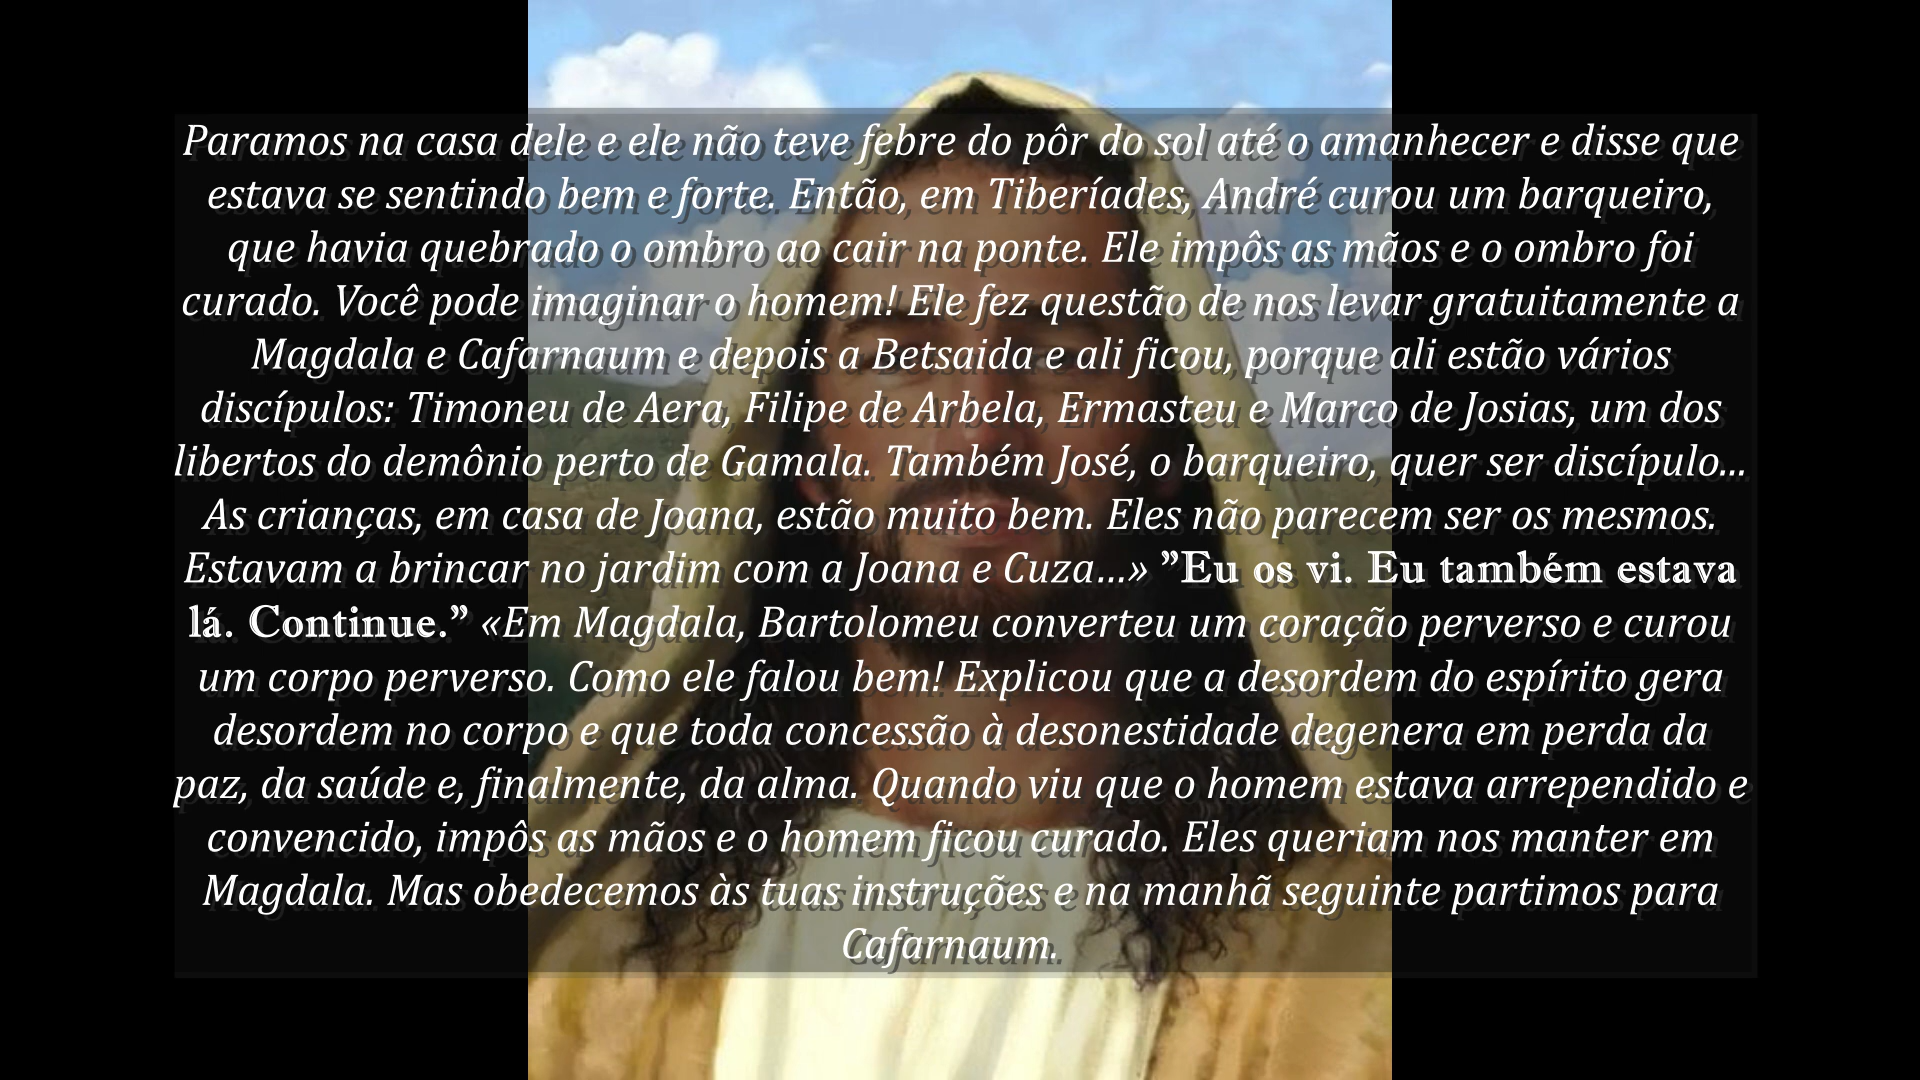 Paramos na casa dele e ele não teve febre do pôr do sol até o amanhecer e disse que
estava se sentindo bem e forte. Então, em Tiberíades, André curou um barqueiro,
que havia quebrado o ombro ao cair na ponte. Ele impôs as mãos e o ombro foi
curado. Você pode imaginar o homem! Ele fez questão de nos levar gratuitamente a
Magdala e Cafarnaum e depois a Betsaida e ali ficou, porque ali estão vários
discípulos: Timoneu de Aera, Filipe de Arbela, Ermasteu e Marco de Josias, um dos
libertos do demônio perto de Gamala. Também José, o barqueiro, quer ser discípulo...
As crianças, em casa de Joana, estão muito bem. Eles não parecem ser os mesmos.
Estavam a brincar no jardim com a Joana e Cuza...» ”Eu os vi. Eu também estava
lá. Continue.” «Em Magdala, Bartolomeu converteu um coração perverso e curou
um corpo perverso. Como ele falou bem! Explicou que a desordem do espírito gera
desordem no corpo e que toda concessão à desonestidade degenera em perda da
paz, da saúde e, finalmente, da alma. Quando viu que o homem estava arrependido e
convencido, impôs as mãos e o homem ficou curado. Eles queriam nos manter em
Magdala. Mas obedecemos às tuas instruções e na manhã seguinte partimos para
Cafarnaum.